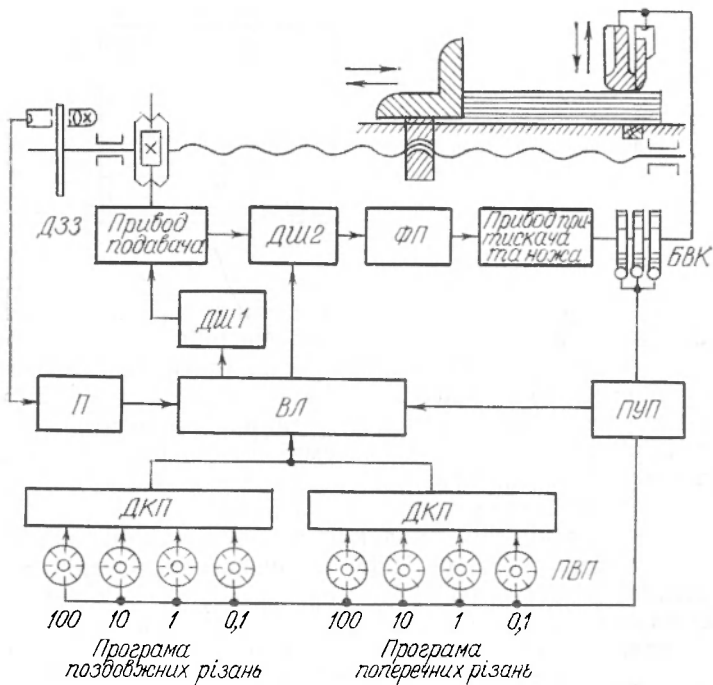 ДЗЗ
Привод
подавача
ДШ2
ФП
Привод при-
тискача
та ножа
БВК
ДШ1
П
ВЛ
ПУП
ДКП
ДКП
ПВП
100 10 1 0,1
100 10 1 0,1
Програма
поздовжних різань
Програма
поперечних різань